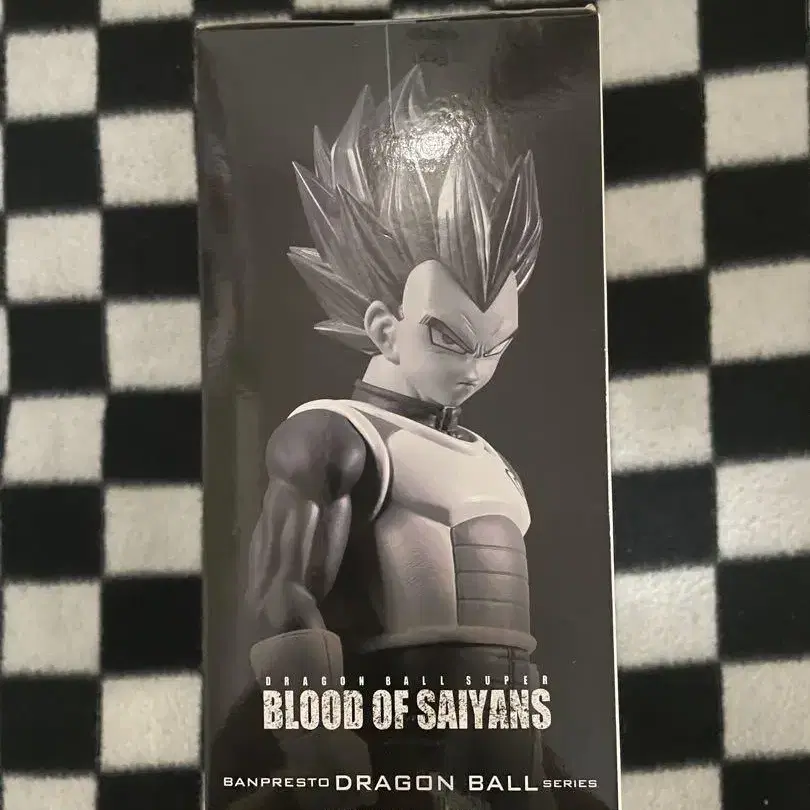 DRAGON BALL SUPER
BLOOD OF SAIYANS
BANPRESTO DRAGON BALL SERIES